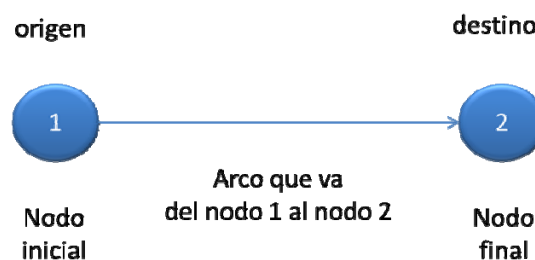 origen
destino
1
2
Arco que va
del nodo 1 al nodo 2
Nodo
inicial
Nodo
final